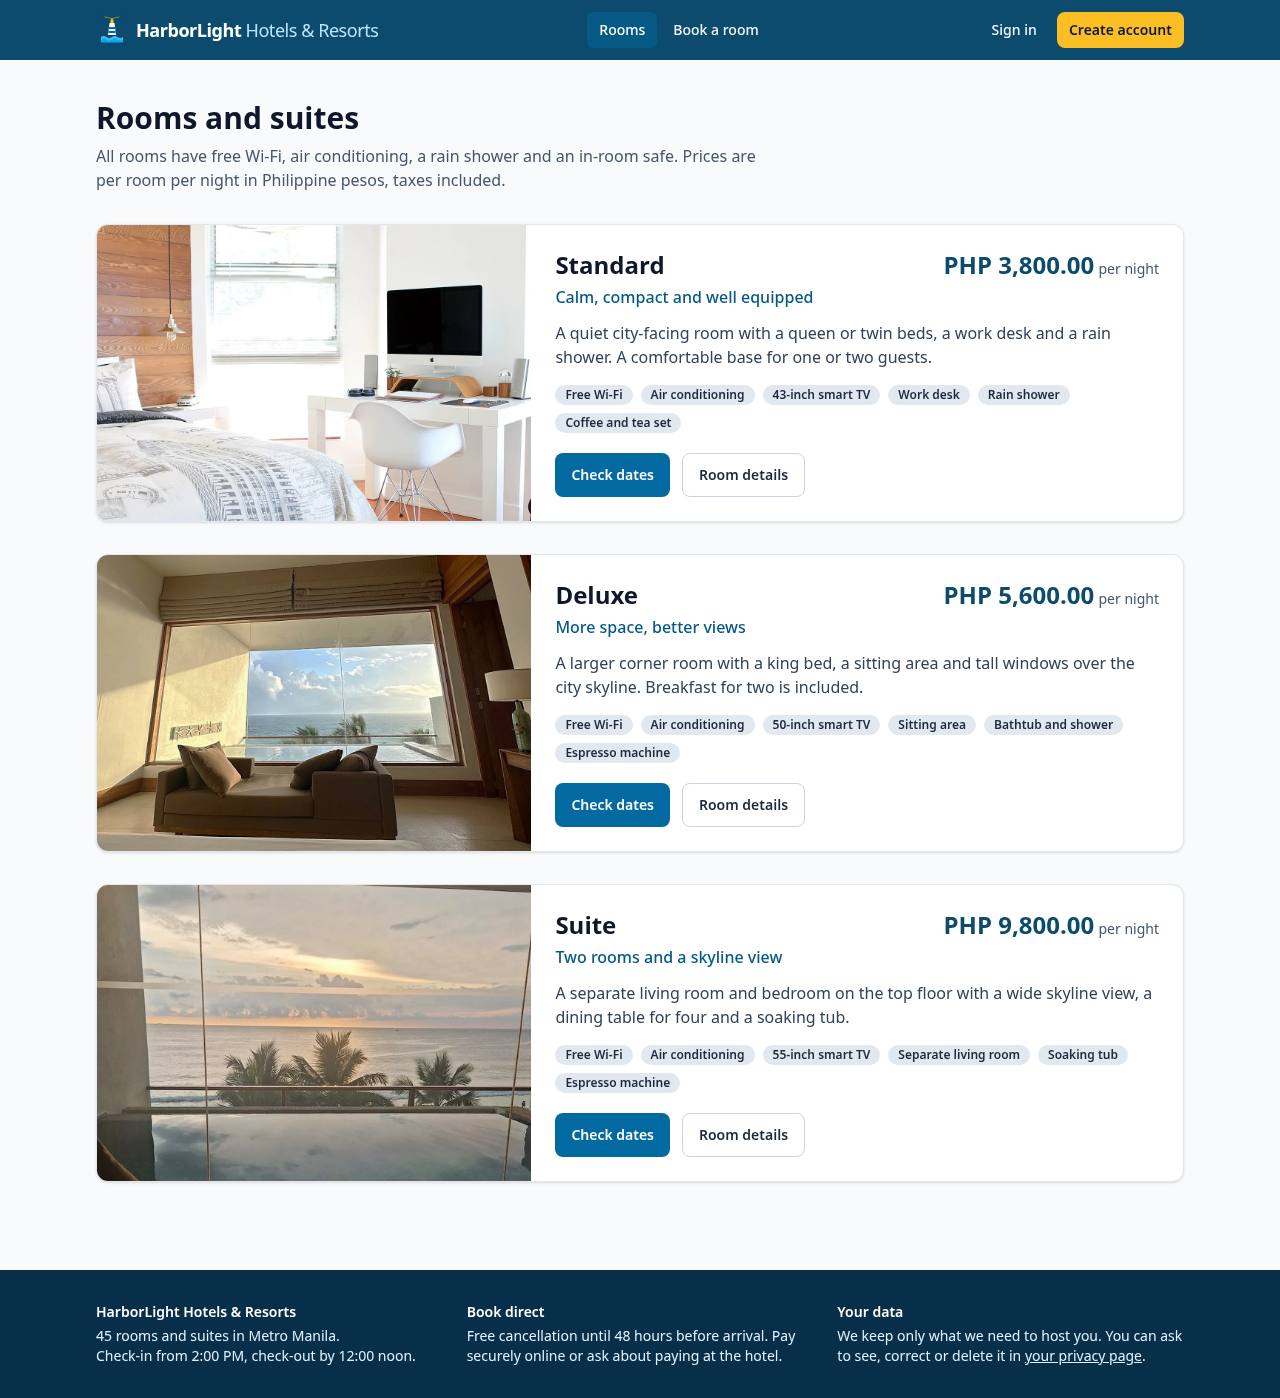 HarborLight Hotels & Resorts
Rooms
Book a room
Sign in
Create account
Rooms and suites
All rooms have free Wi-Fi, air conditioning, a rain shower and an in-room safe. Prices are
per room per night in Philippine pesos, taxes included.
Standard
PHP 3,800.00 per night
Calm, compact and well equipped
A quiet city-facing room with a queen or twin beds, a work desk and a rain
shower. A comfortable base for one or two guests.
Free Wi-Fi
Air conditioning
43-inch smart TV
Work desk
Rain shower
Coffee and tea set
Check dates
Room details
Deluxe
PHP 5,600.00 per night
More space, better views
A larger corner room with a king bed, a sitting area and tall windows over the
city skyline. Breakfast for two is included.
Free Wi-Fi
Air conditioning
50-inch smart TV
Sitting area
Bathtub and shower
Espresso machine
Check dates
Room details
Suite
PHP 9,800.00 per night
Two rooms and a skyline view
A separate living room and bedroom on the top floor with a wide skyline view, a
dining table for four and a soaking tub.
Free Wi-Fi
Air conditioning
55-inch smart TV
Separate living room
Soaking tub
Espresso machine
Check dates
Room details
HarborLight Hotels & Resorts
45 rooms and suites in Metro Manila.
Check-in from 2:00 PM, check-out by 12:00 noon.
Book direct
Free cancellation until 48 hours before arrival. Pay
securely online or ask about paying at the hotel.
Your data
We keep only what we need to host you. You can ask
to see, correct or delete it in your privacy page.